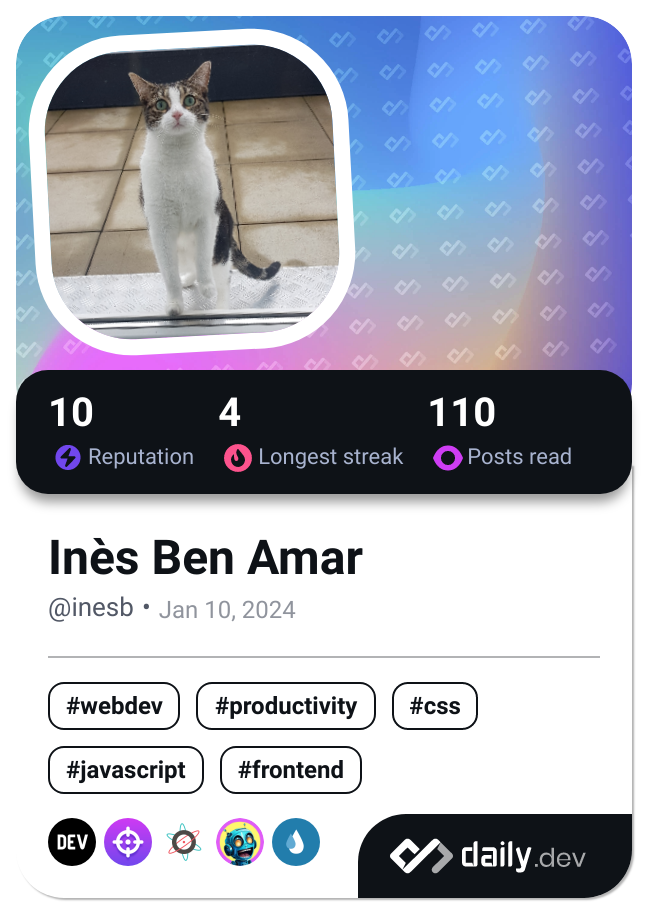 10 4 110
Reputation Longest streak Posts read
Inès Ben Amar
@inesb • Jan 10, 2024
#webdev #productivity #css
#javascript #frontend
DEV
daily.dev